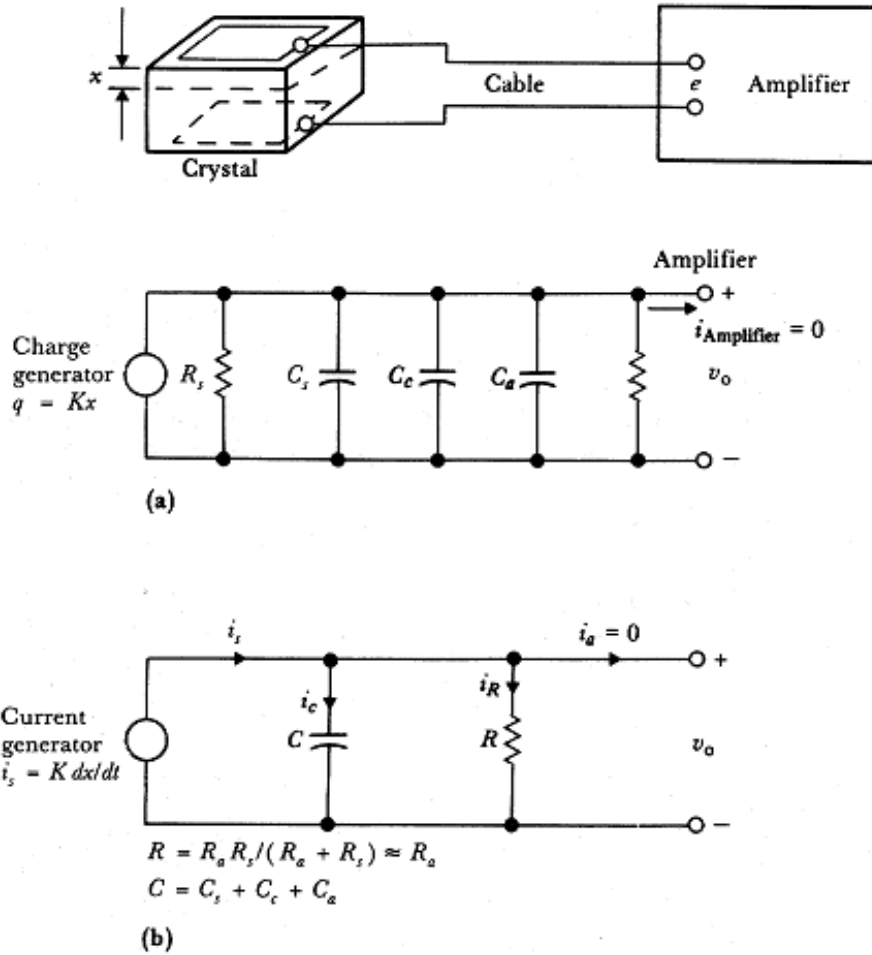 x
Cable
e
Amplifier
Crystal
Amplifier
+
i_Amplifier = 0
Charge
generator
q = Kx
R_s
C_s
C_c
C_a
v_o
−
(a)
i_s
i_a = 0
+
i_c
i_R
Current
generator
i_s = K dx/dt
C
R
v_o
−
R = R_a R_s/(R_a + R_s) ≈ R_a
C = C_s + C_c + C_a
(b)